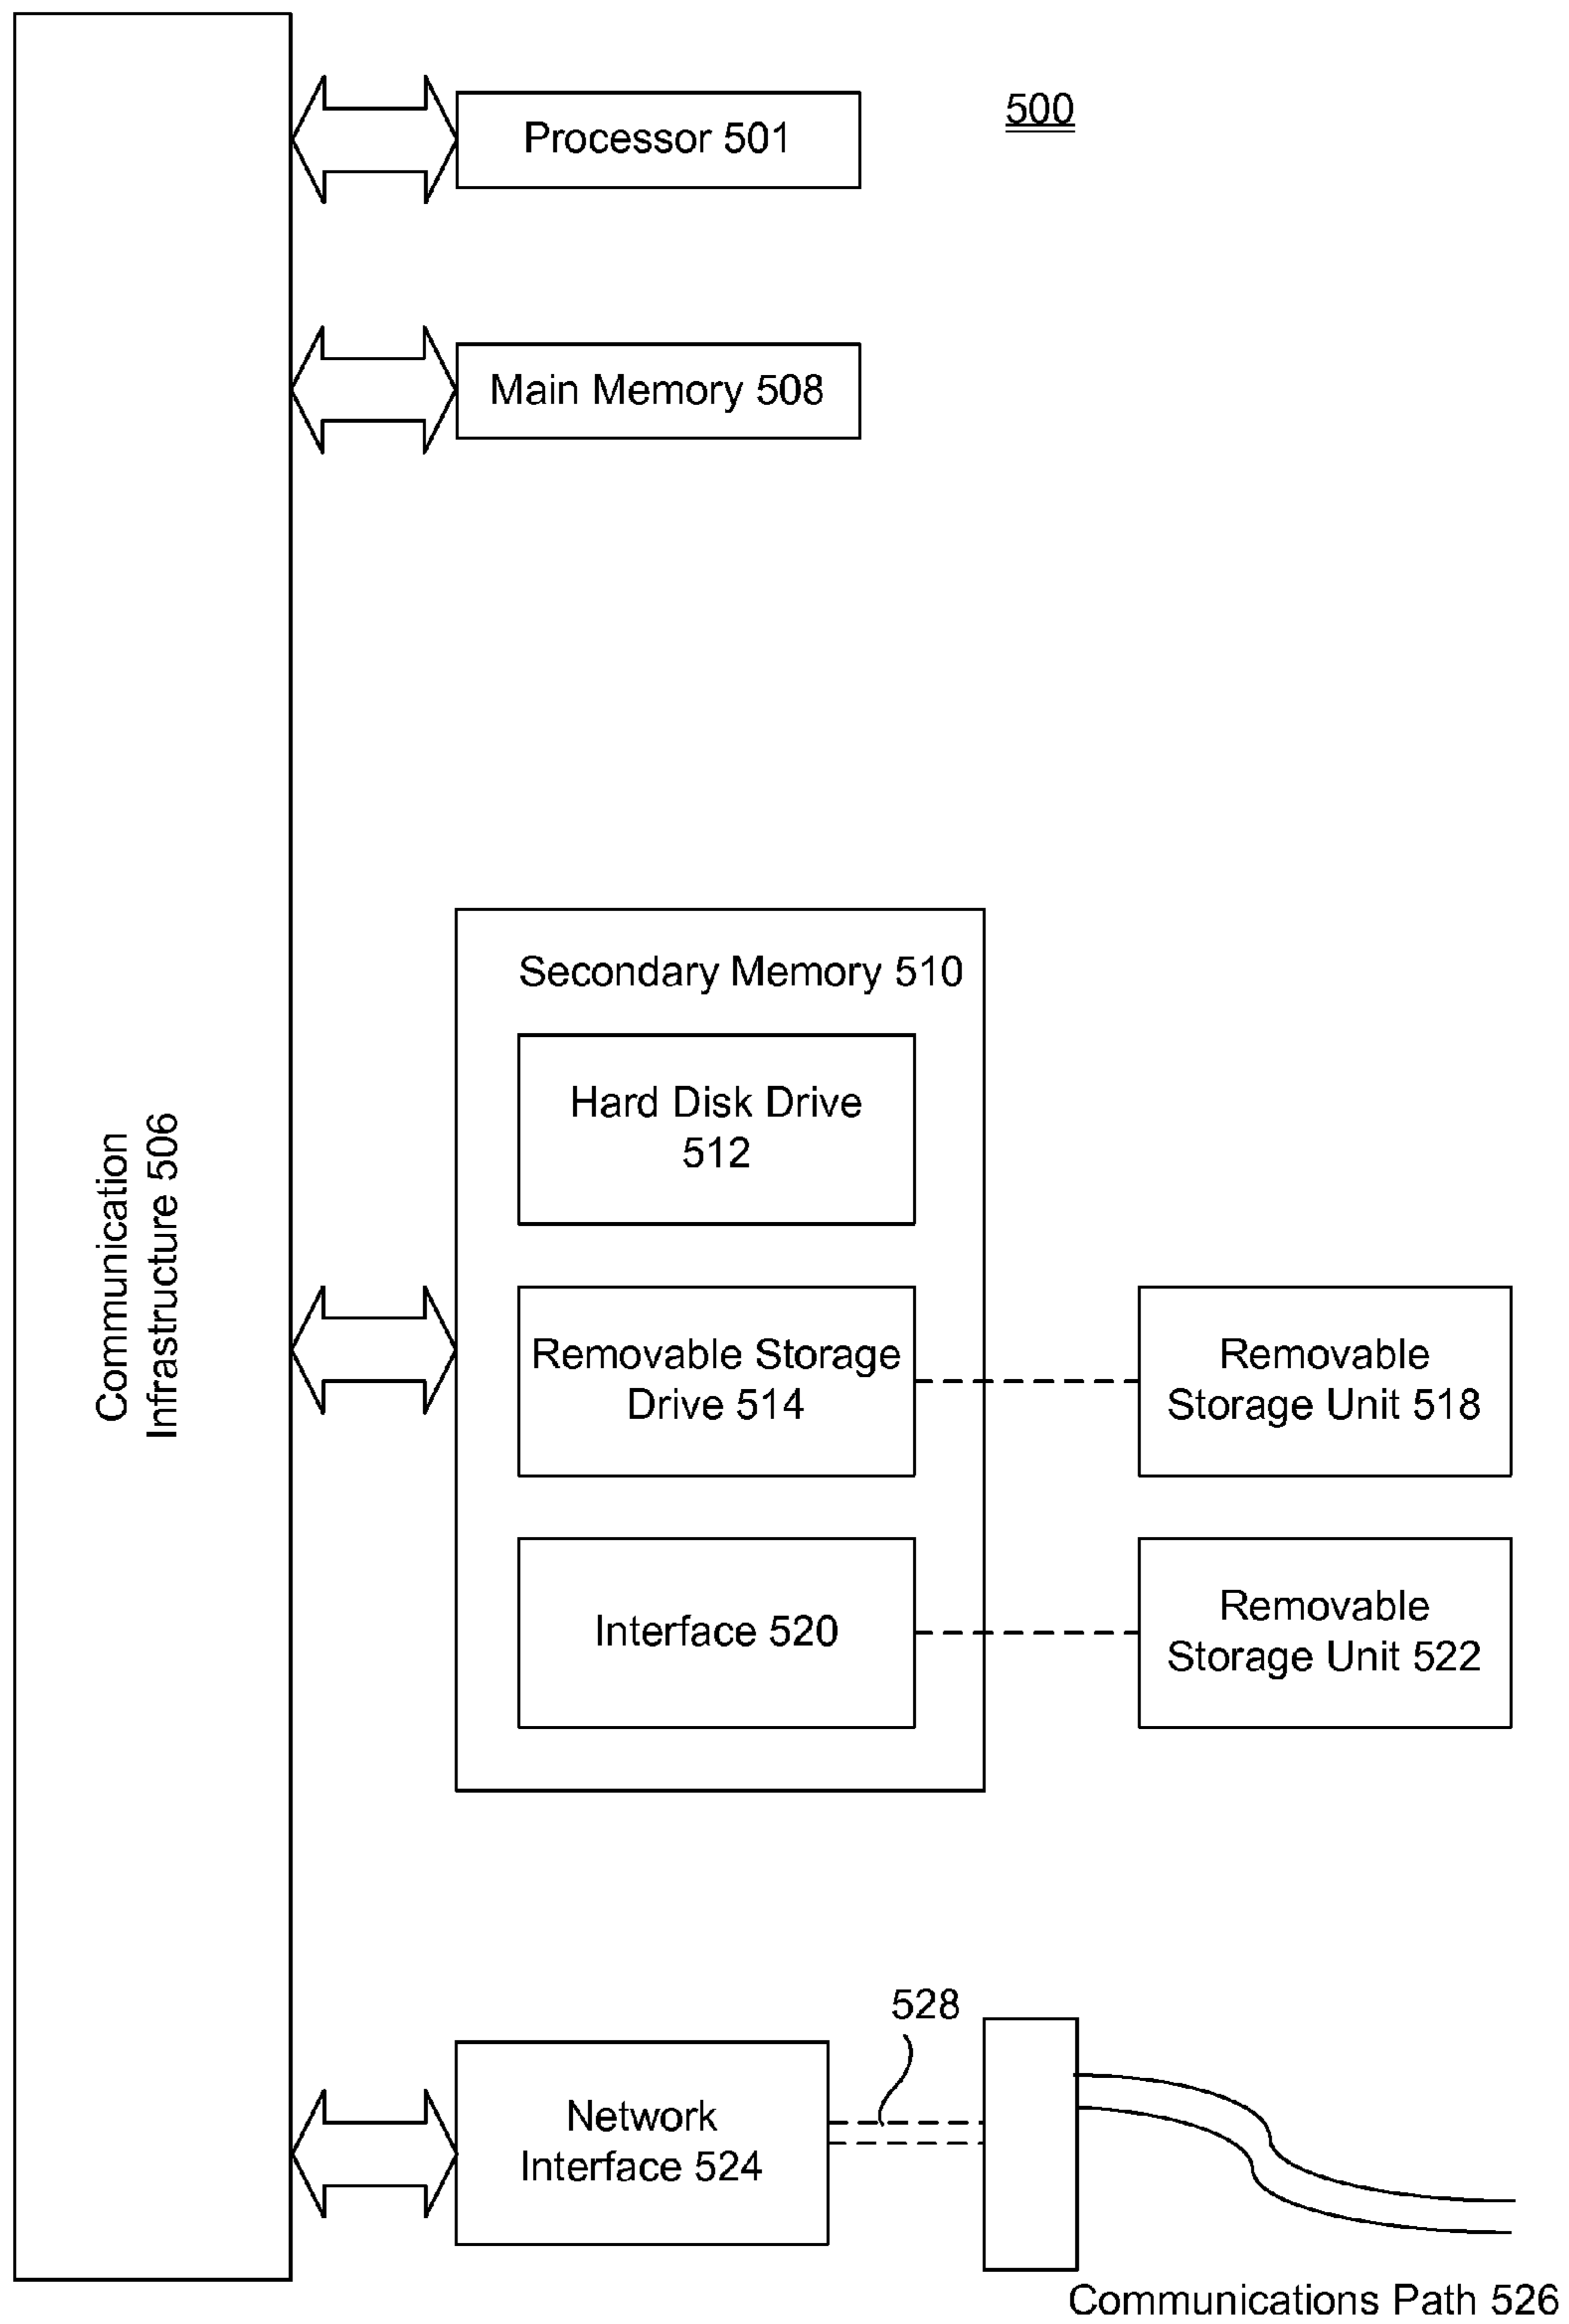 500
Processor 501
Main Memory 508
Communication
Infrastructure 506
Secondary Memory 510
Hard Disk Drive
512
Removable Storage
Drive 514
Removable
Storage Unit 518
Interface 520
Removable
Storage Unit 522
528
Network
Interface 524
Communications Path 526